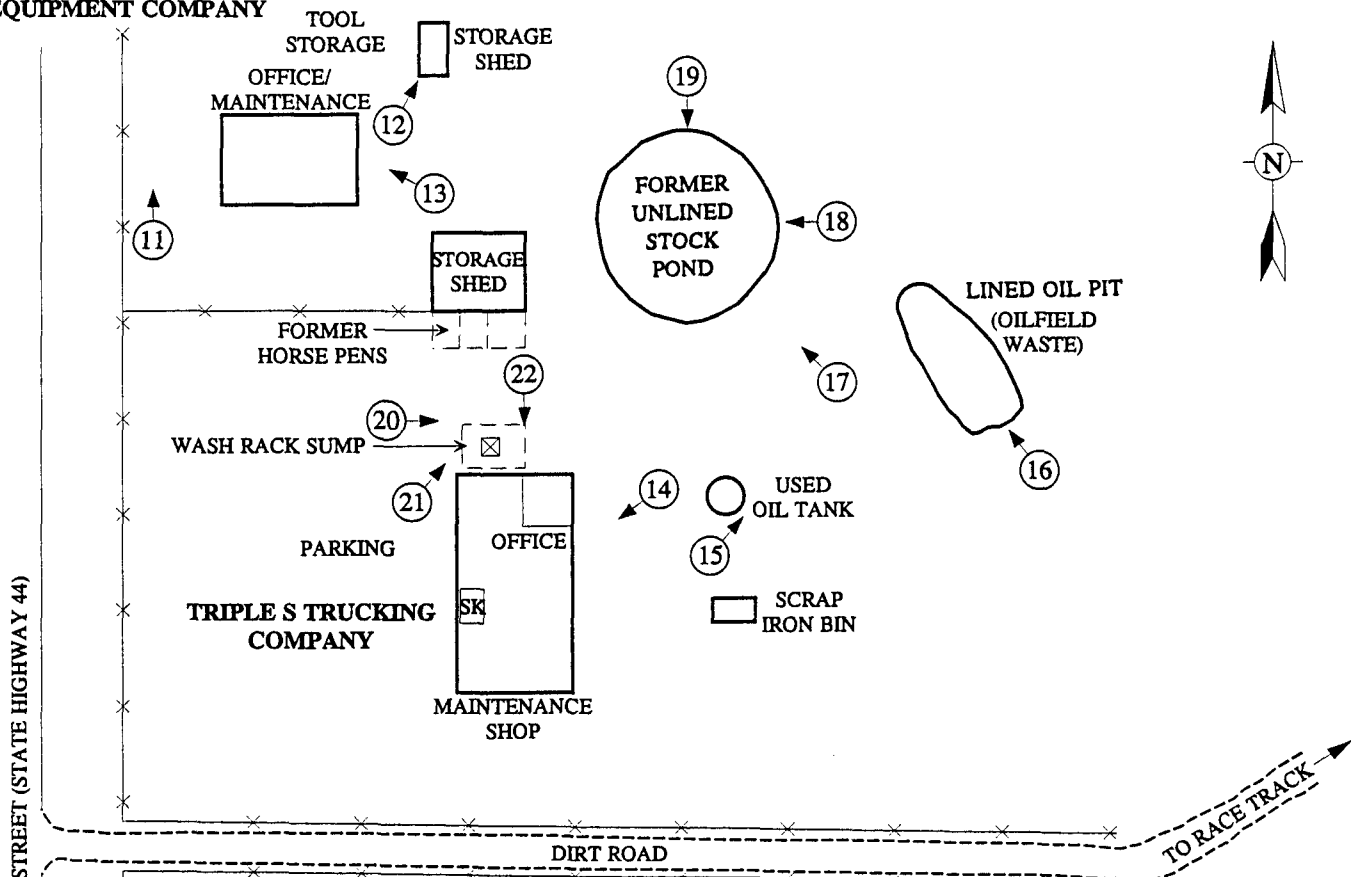 EQUIPMENT COMPANY
TOOL
STORAGE
STORAGE
SHED
OFFICE/
MAINTENANCE
12
13
11
19
FORMER
UNLINED
STOCK
POND
18
N
STORAGE
SHED
LINED OIL PIT
(OILFIELD
WASTE)
FORMER
HORSE PENS
22
17
20
WASH RACK SUMP
21
16
14
USED
OIL TANK
15
OFFICE
PARKING
SK
TRIPLE S TRUCKING
COMPANY
SCRAP
IRON BIN
MAINTENANCE
SHOP
STREET (STATE HIGHWAY 44)
DIRT ROAD
TO RACE TRACK